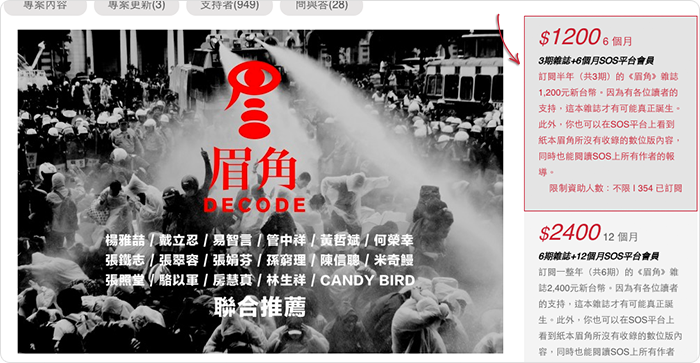 專案內容
專案更新(3)
支持者(949)
問與答(28)
眉角
DECODE
楊雅喆 / 戴立忍 / 易智言 / 管中祥 / 黃哲斌 / 何榮幸
張鐵志 / 張翠容 / 張娟芬 / 孫窮理 / 陳信聰 / 米奇鰻
張照堂 / 駱以軍 / 房慧真 / 林生祥 / CANDY BIRD
聯合推薦
$1200 6 個月
3期雜誌+6個月SOS平台會員
訂閱半年（共3期）的《眉角》雜誌
1,200元新台幣。因為有各位讀者的
支持，這本雜誌才有可能真正誕生。
此外，你也可以在SOS平台上看到
紙本眉角所沒有收錄的數位版內容，
同時也能閱讀SOS上所有作者的報
導。
限制資助人數：不限 I 354 已訂閱
$2400 12 個月
6期雜誌+12個月SOS平台會員
訂閱一整年（共6期）的《眉角》雜
誌2,400元新台幣。因為有各位讀者
的支持，這本雜誌才有可能真正誕
生。此外，你也可以在SOS平台上
看到紙本眉角所沒有收錄的數位版內
容，同時也能閱讀SOS上所有作者